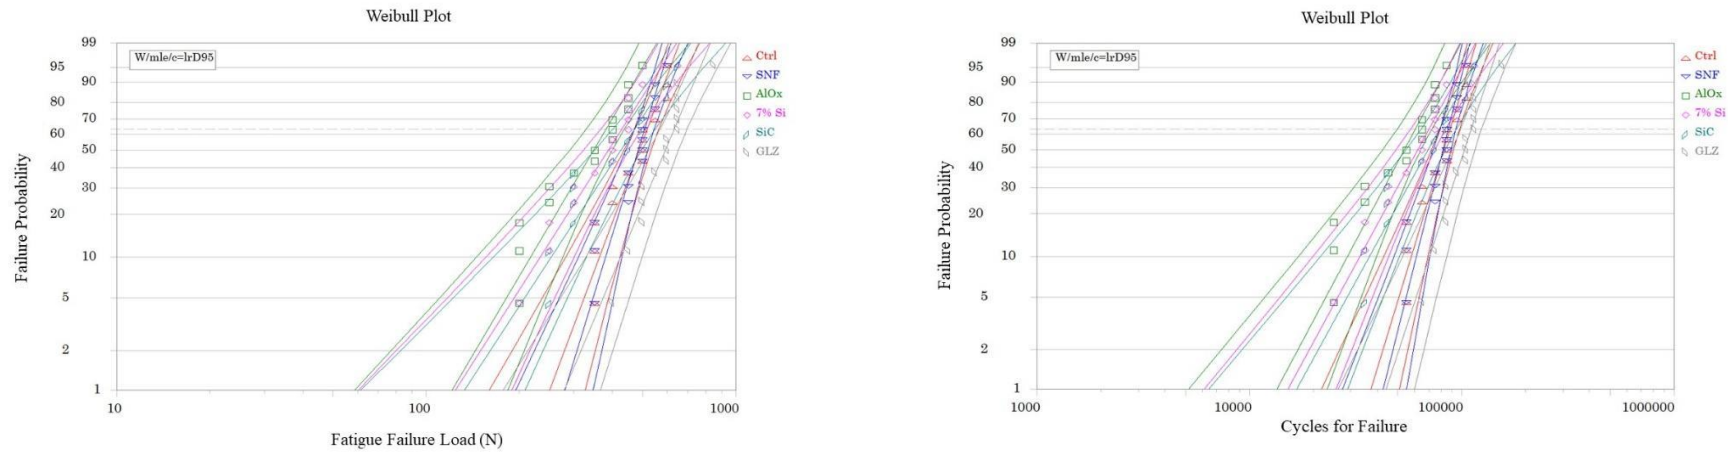 Weibull Plot
W/mle/c=lrD95
Failure Probability
99
95
90
80
70
60
50
40
30
20
10
5
2
1
10
100
1000
Fatigue Failure Load (N)
Ctrl
SNF
AlOx
7% Si
SiC
GLZ
Weibull Plot
W/mle/c=lrD95
Failure Probability
99
95
90
80
70
60
50
40
30
20
10
5
2
1
1000
10000
100000
1000000
Cycles for Failure
Ctrl
SNF
AlOx
7% Si
SiC
GLZ